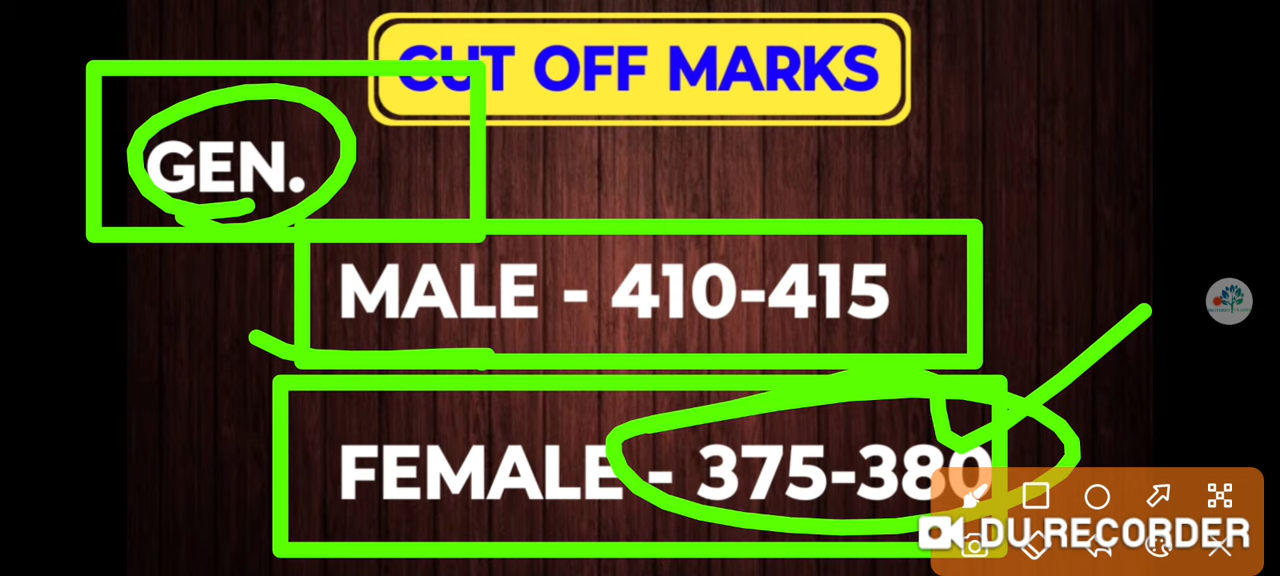 CUT OFF MARKS
GEN.
MALE - 410-415
FEMALE - 375-380
DU RECORDER